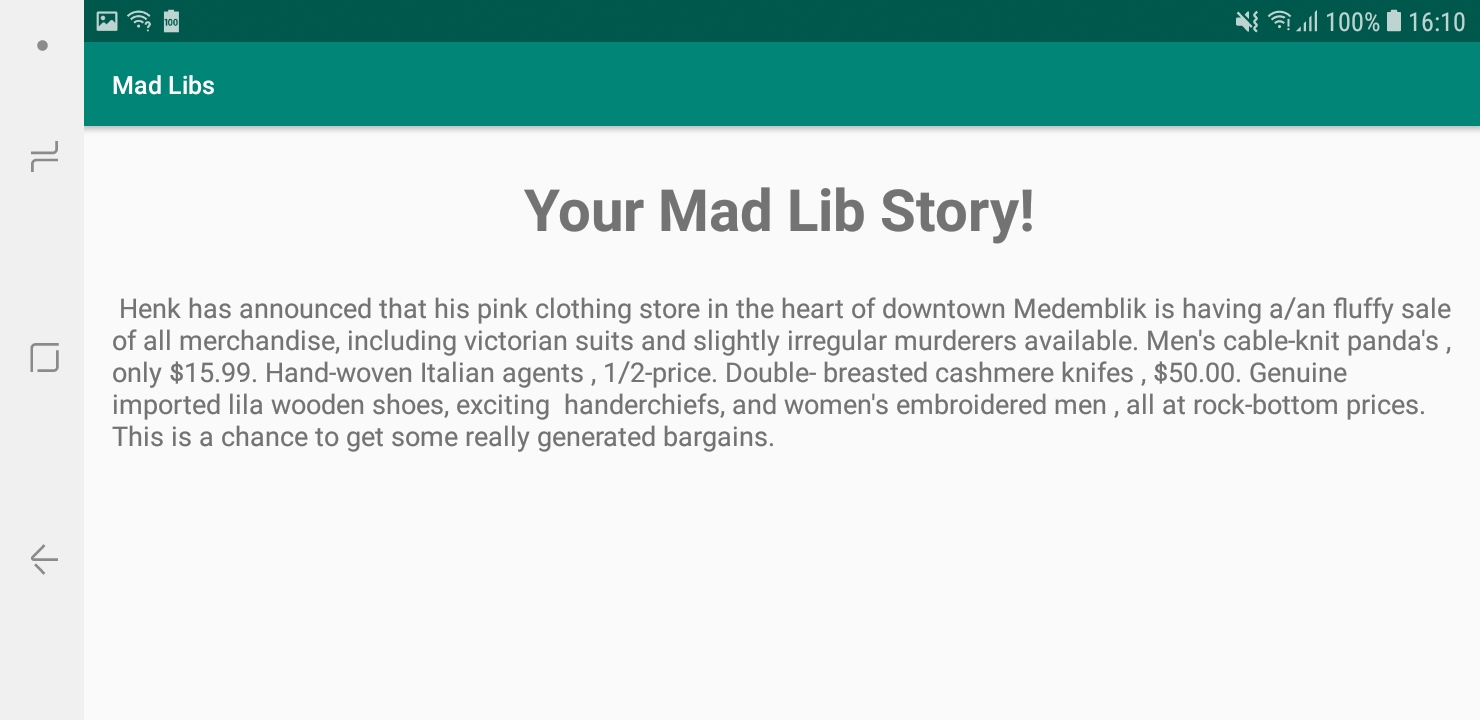 100 100% 16:10
Mad Libs
Your Mad Lib Story!
Henk has announced that his pink clothing store in the heart of downtown Medemblik is having a/an fluffy sale
of all merchandise, including victorian suits and slightly irregular murderers available. Men's cable-knit panda's ,
only $15.99. Hand-woven Italian agents , 1/2-price. Double- breasted cashmere knifes , $50.00. Genuine
imported lila wooden shoes, exciting  handerchiefs, and women's embroidered men , all at rock-bottom prices.
This is a chance to get some really generated bargains.